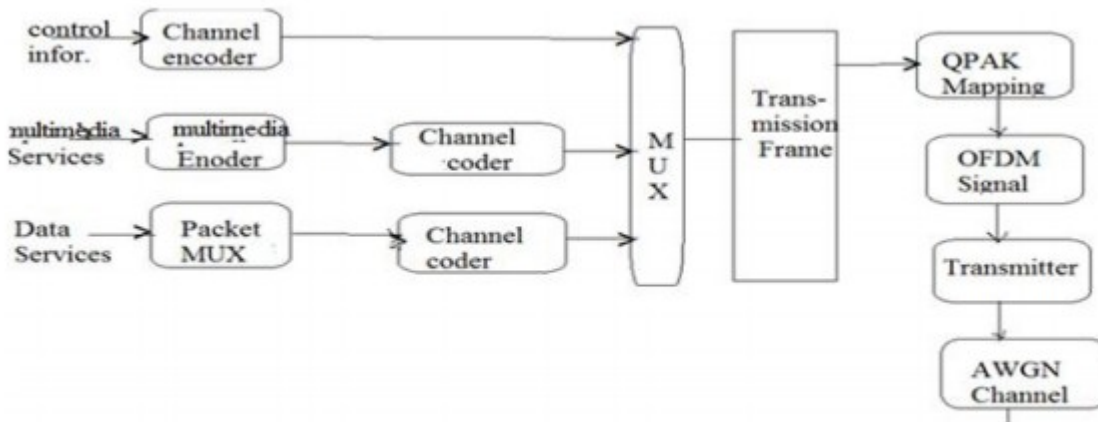 control
infor.
Channel
encoder
multimedia
Services
multimedia
Enoder
Channel
coder
Data
Services
Packet
MUX
Channel
coder
M
U
X
Trans-
mission
Frame
QPAK
Mapping
OFDM
Signal
Transmitter
AWGN
Channel